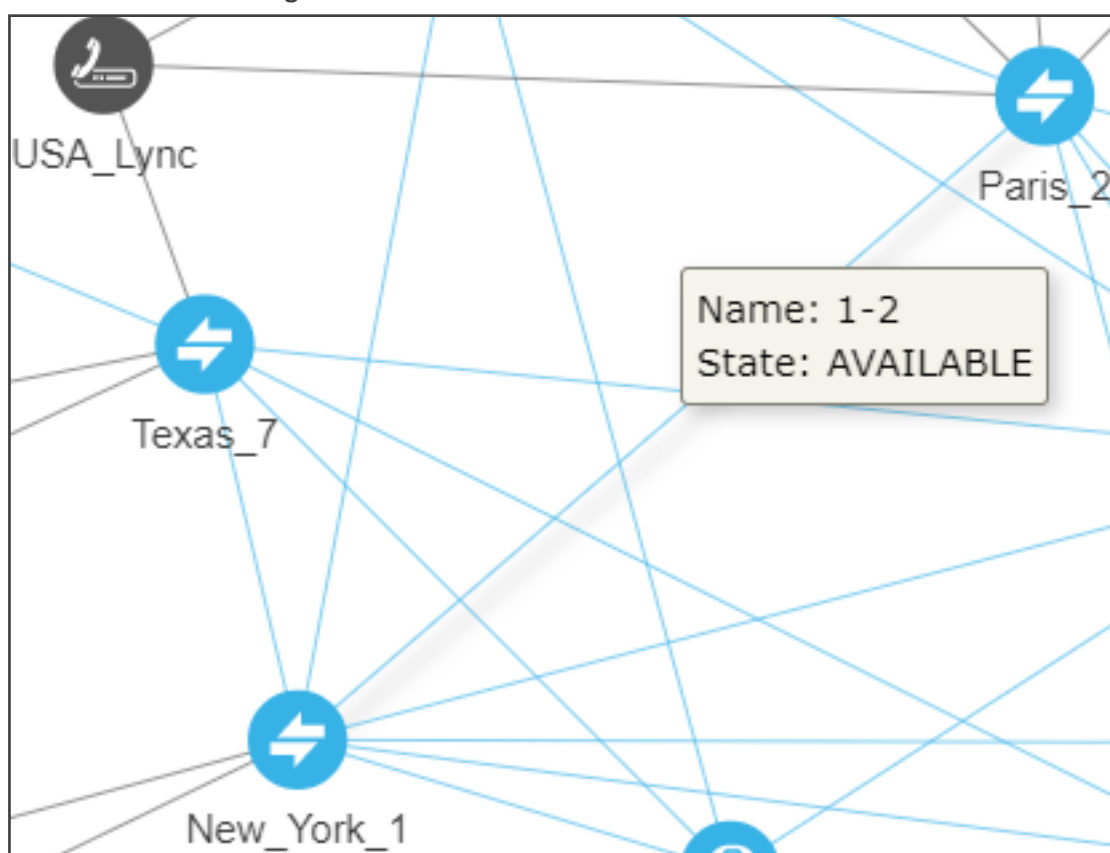 USA_Lync
Paris_2
Name: 1-2
State: AVAILABLE
Texas_7
New_York_1